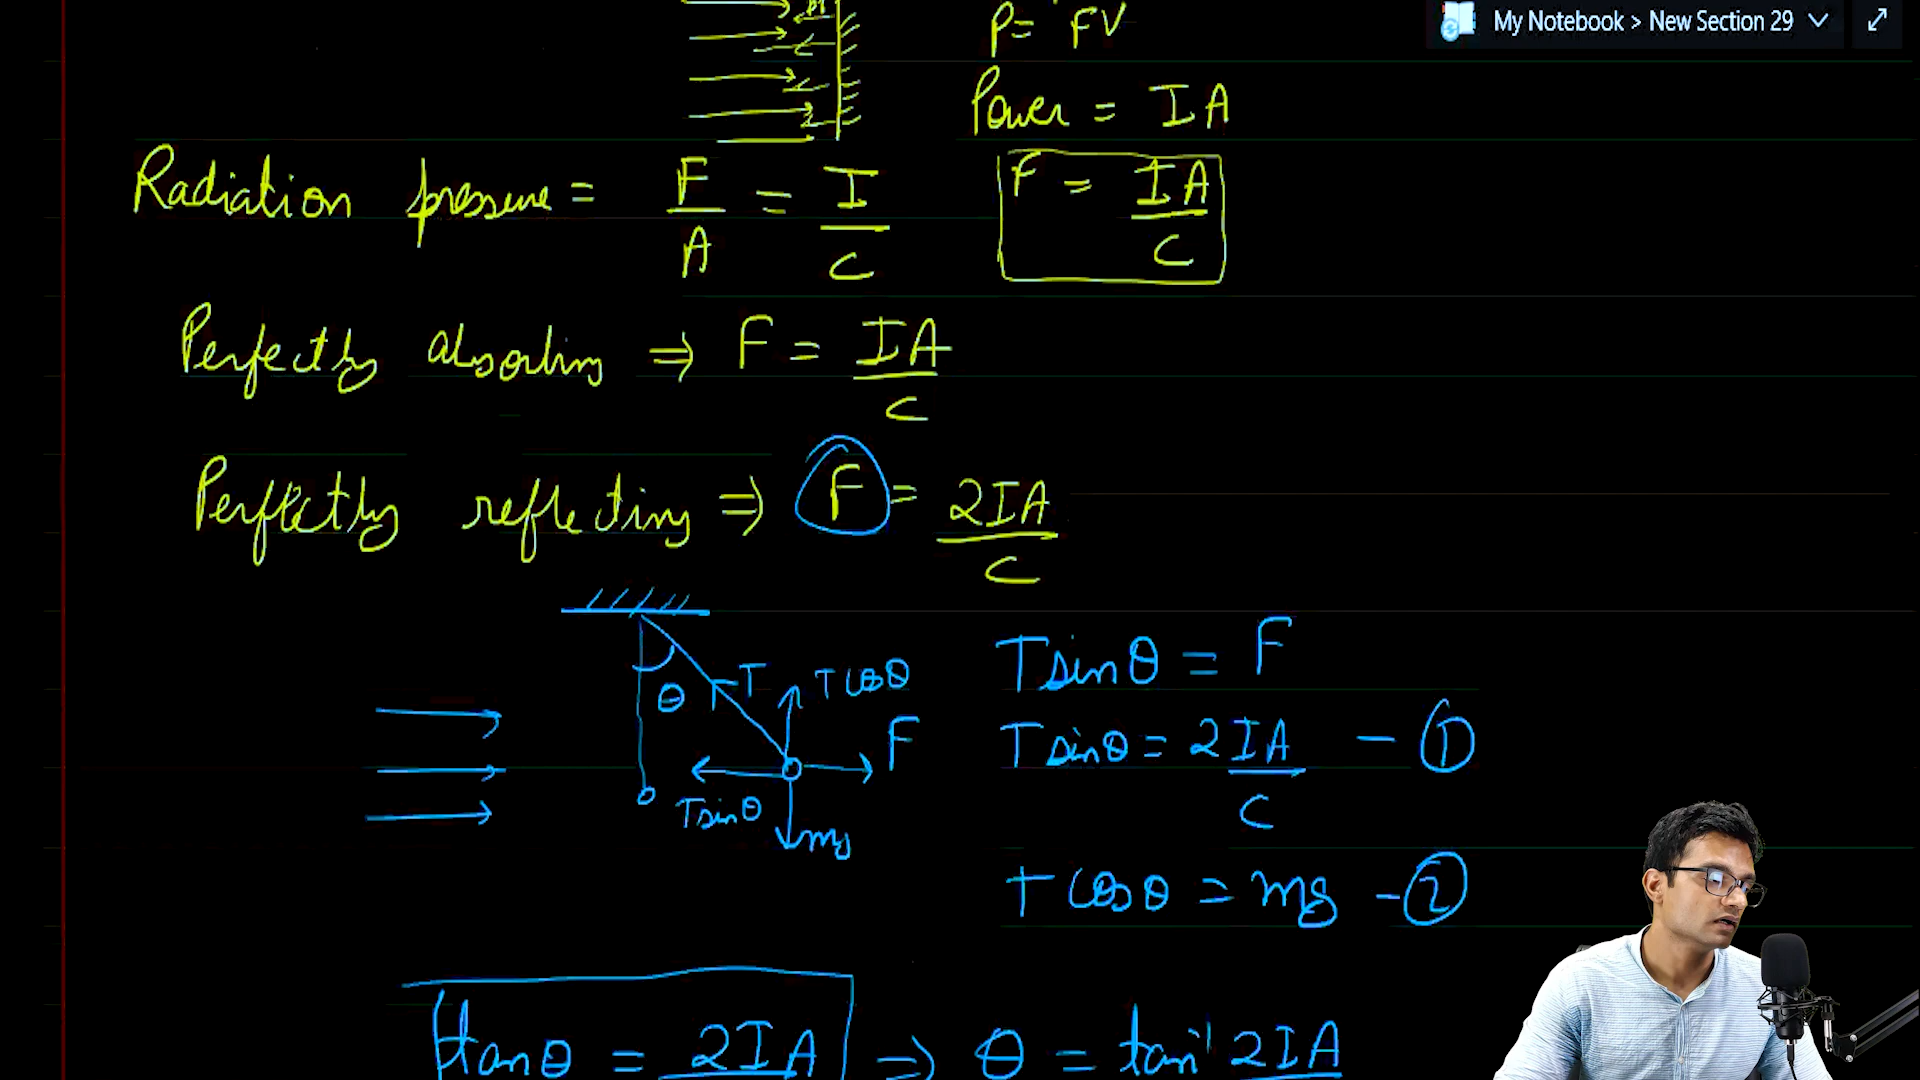 My Notebook > New Section 29
P = FV
Power = IA
Radiation pressure = F/A = I/C
F = IA/C
Perfectly absorbing ⇒ F = IA/C
Perfectly reflecting ⇒ F = 2IA/C
θ T T cosθ F
T sinθ mg
T sinθ = F
T sinθ = 2IA/C - ①
T cosθ = mg - ②
tanθ = 2IA ⇒ θ = tan⁻¹ 2IA